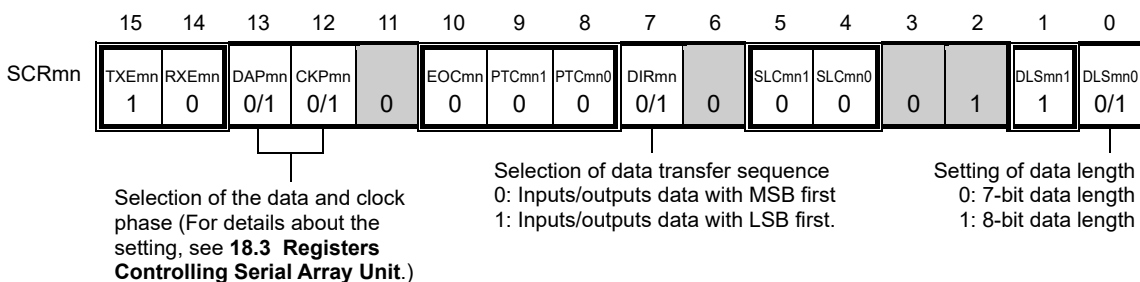 15 14 13 12 11 10 9 8 7 6 5 4 3 2 1 0
SCRmn TXEmn RXEmn DAPmn CKPmn EOCmn PTCmn1 PTCmn0 DIRmn SLCmn1 SLCmn0 DLSmn1 DLSmn0
1 0 0/1 0/1 0 0 0 0 0/1 0 0 0 0 1 1 0/1
Selection of the data and clock
phase (For details about the
setting, see 18.3 Registers
Controlling Serial Array Unit.)
Selection of data transfer sequence
0: Inputs/outputs data with MSB first
1: Inputs/outputs data with LSB first.
Setting of data length
0: 7-bit data length
1: 8-bit data length